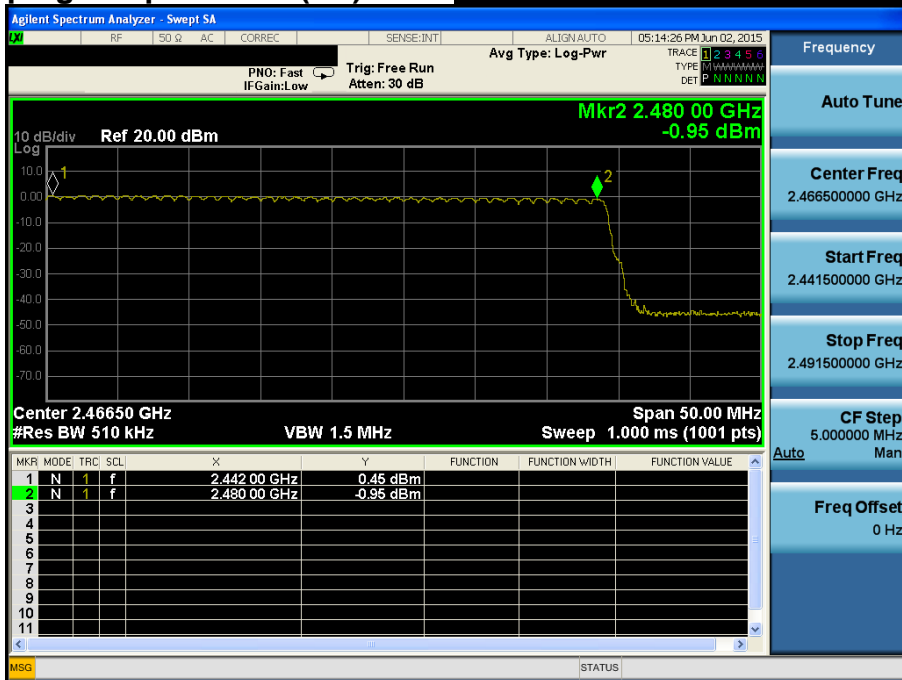 Agilent Spectrum Analyzer - Swept SA
LXI RF 50 Ω AC CORREC SENSE:INT ALIGN AUTO 05:14:26 PM Jun 02, 2015
Avg Type: Log-Pwr TRACE 1 2 3 4 5 6
PNO: Fast Trig: Free Run TYPE M WWWWW
IFGain:Low Atten: 30 dB DET P N N N N N
Frequency
Auto Tune
Center Freq
2.466500000 GHz
Start Freq
2.441500000 GHz
Stop Freq
2.491500000 GHz
CF Step
5.000000 MHz
Auto Man
Freq Offset
0 Hz
Mkr2 2.480 00 GHz
10 dB/div Ref 20.00 dBm -0.95 dBm
Log
10.0
0.00
-10.0
-20.0
-30.0
-40.0
-50.0
-60.0
-70.0
1
2
Center 2.46650 GHz Span 50.00 MHz
#Res BW 510 kHz VBW 1.5 MHz Sweep 1.000 ms (1001 pts)
MKR MODE TRC SCL X Y FUNCTION FUNCTION WIDTH FUNCTION VALUE
1 N 1 f 2.442 00 GHz 0.45 dBm
2 N 1 f 2.480 00 GHz -0.95 dBm
3
4
5
6
7
8
9
10
11
MSG STATUS